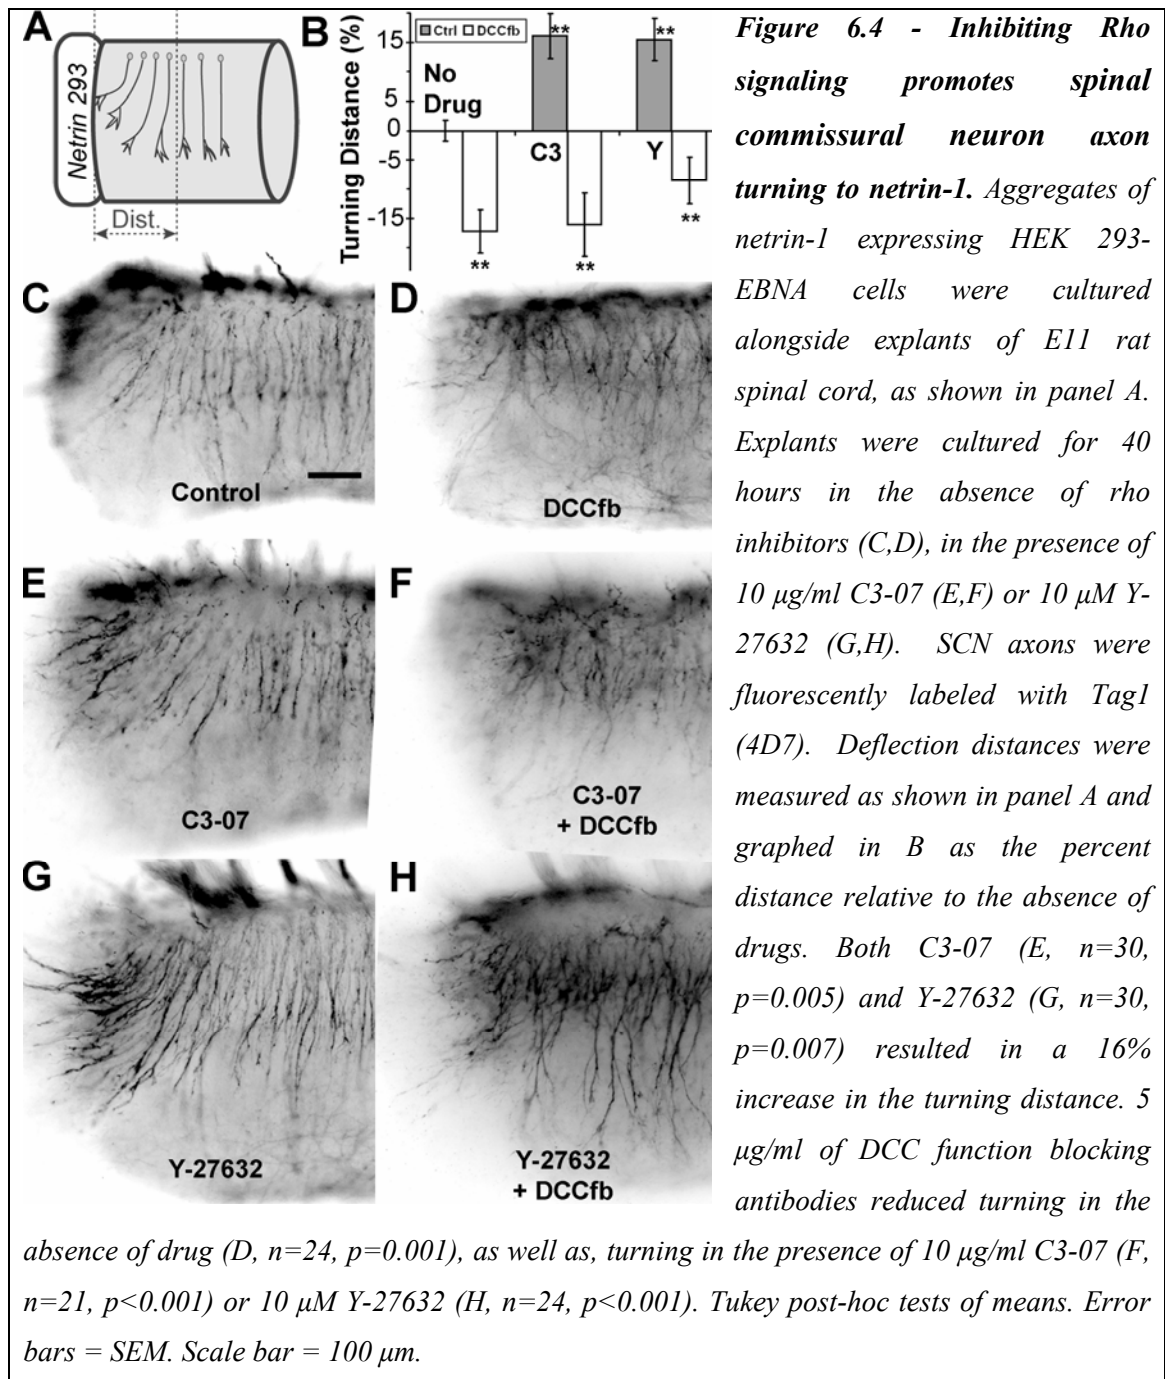 A
Netrin 293
Dist.
B
Turning Distance (%)
15
5
0
-5
-15
Ctrl DCCfb
No
Drug
**
**
C3
Y
**
**
**
C
Control
D
DCCfb
E
C3-07
F
C3-07
+ DCCfb
G
Y-27632
H
Y-27632
+ DCCfb
Figure 6.4 - Inhibiting Rho
signaling promotes spinal
commissural neuron axon
turning to netrin-1. Aggregates of
netrin-1 expressing HEK 293-
EBNA cells were cultured
alongside explants of E11 rat
spinal cord, as shown in panel A.
Explants were cultured for 40
hours in the absence of rho
inhibitors (C,D), in the presence of
10 μg/ml C3-07 (E,F) or 10 μM Y-
27632 (G,H). SCN axons were
fluorescently labeled with Tag1
(4D7). Deflection distances were
measured as shown in panel A and
graphed in B as the percent
distance relative to the absence of
drugs. Both C3-07 (E, n=30,
p=0.005) and Y-27632 (G, n=30,
p=0.007) resulted in a 16%
increase in the turning distance. 5
μg/ml of DCC function blocking
antibodies reduced turning in the
absence of drug (D, n=24, p=0.001), as well as, turning in the presence of 10 μg/ml C3-07 (F,
n=21, p<0.001) or 10 μM Y-27632 (H, n=24, p<0.001). Tukey post-hoc tests of means. Error
bars = SEM. Scale bar = 100 μm.